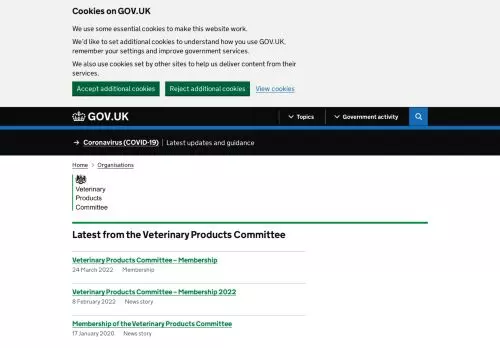 Cookies on GOV.UK
We use some essential cookies to make this website work.
We'd like to set additional cookies to understand how you use GOV.UK,
remember your settings and improve government services.
We also use cookies set by other sites to help us deliver content from their
services.
Accept additional cookies Reject additional cookies View cookies
GOV.UK Topics Government activity
→ Coronavirus (COVID-19) Latest updates and guidance
Home > Organisations
Veterinary
Products
Committee
Latest from the Veterinary Products Committee
Veterinary Products Committee – Membership
24 March 2022 Membership
Veterinary Products Committee – Membership 2022
8 February 2022 News story
Membership of the Veterinary Products Committee
17 January 2020 News story